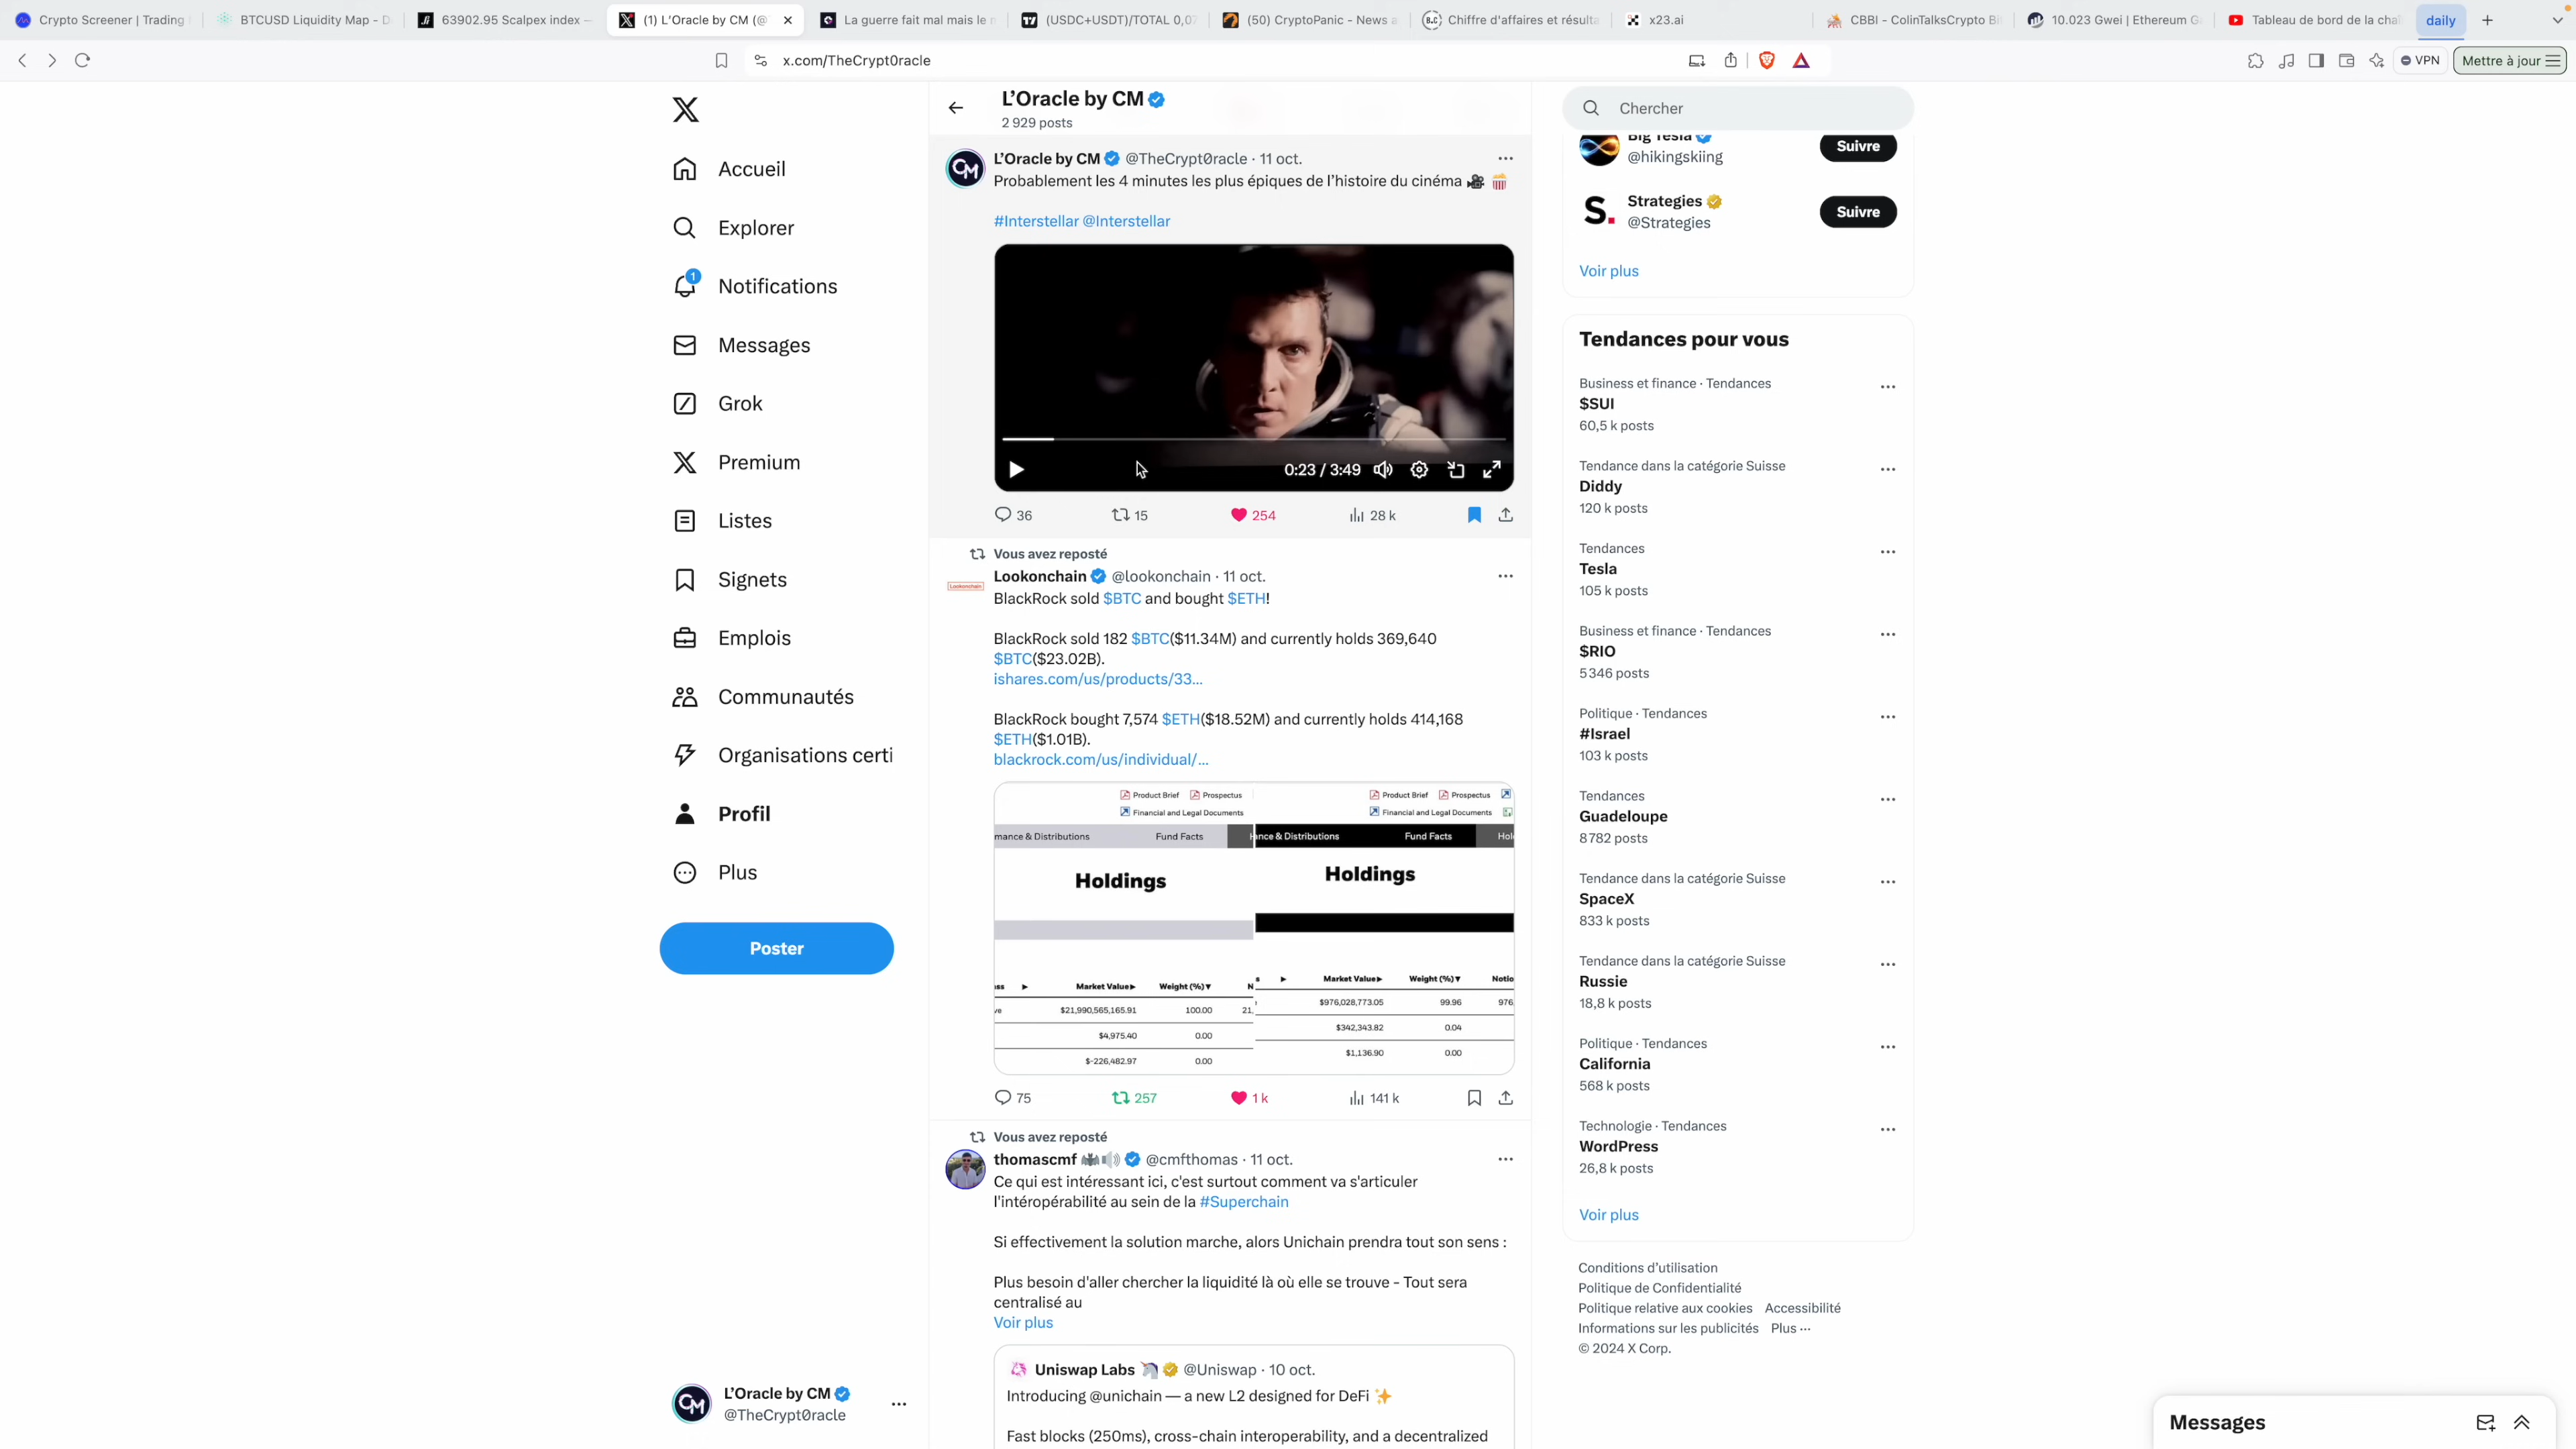 Crypto Screener | Trading
BTCUSD Liquidity Map - D
63902.95 Scalpex index –
(1) L'Oracle by CM (@
La guerre fait mal mais le
(USDC+USDT)/TOTAL 0,0
(50) CryptoPanic - News a
Chiffre d'affaires et résulta
x23.ai
CBBI - ColinTalksCrypto Bi
10.023 Gwei | Ethereum G
Tableau de bord de la cha
daily
x.com/TheCrypt0racle
VPN
Mettre à jour
Accueil
Explorer
1
Notifications
Messages
Grok
Premium
Listes
Signets
Emplois
Communautés
Organisations certi
Profil
Plus
Poster
L'Oracle by CM
@TheCrypt0racle
L'Oracle by CM
2 929 posts
L'Oracle by CM @TheCrypt0racle · 11 oct.
Probablement les 4 minutes les plus épiques de l'histoire du cinéma 🎥 🍿
#Interstellar @Interstellar
0:23 / 3:49
36 15 254 28 k
Vous avez reposté
Lookonchain @lookonchain · 11 oct.
BlackRock sold $BTC and bought $ETH!
BlackRock sold 182 $BTC($11.34M) and currently holds 369,640
$BTC($23.02B).
ishares.com/us/products/33...
BlackRock bought 7,574 $ETH($18.52M) and currently holds 414,168
$ETH($1.01B).
blackrock.com/us/individual/...
Product Brief Prospectus
Financial and Legal Documents
mance & Distributions Fund Facts
Holdings
Market Value Weight (%)
$21,990,565,165.91 100.00 21,
$4,975.40 0.00
$-226,482.97 0.00
Product Brief Prospectus
Financial and Legal Documents
nce & Distributions Fund Facts Hol
Holdings
Market Value Weight (%) Notio
$976,028,773.05 99.96 976
$342,343.82 0.04
$1,136.90 0.00
75 257 1 k 141 k
Vous avez reposté
thomascmf 🦇🔊 @cmfthomas · 11 oct.
Ce qui est intéressant ici, c'est surtout comment va s'articuler
l'intéropérabilité au sein de la #Superchain
Si effectivement la solution marche, alors Unichain prendra tout son sens :
Plus besoin d'aller chercher la liquidité là où elle se trouve - Tout sera
centralisé au
Voir plus
Uniswap Labs 🦄 @Uniswap · 10 oct.
Introducing @unichain — a new L2 designed for DeFi ✨
Fast blocks (250ms), cross-chain interoperability, and a decentralized
Chercher
Big Tesla
@hikingskiing
Suivre
Strategies
@Strategies
Suivre
Voir plus
Tendances pour vous
Business et finance · Tendances
$SUI
60,5 k posts
Tendance dans la catégorie Suisse
Diddy
120 k posts
Tendances
Tesla
105 k posts
Business et finance · Tendances
$RIO
5 346 posts
Politique · Tendances
#Israel
103 k posts
Tendances
Guadeloupe
8 782 posts
Tendance dans la catégorie Suisse
SpaceX
833 k posts
Tendance dans la catégorie Suisse
Russie
18,8 k posts
Politique · Tendances
California
568 k posts
Technologie · Tendances
WordPress
26,8 k posts
Voir plus
Conditions d'utilisation
Politique de Confidentialité
Politique relative aux cookies Accessibilité
Informations sur les publicités Plus ···
© 2024 X Corp.
Messages